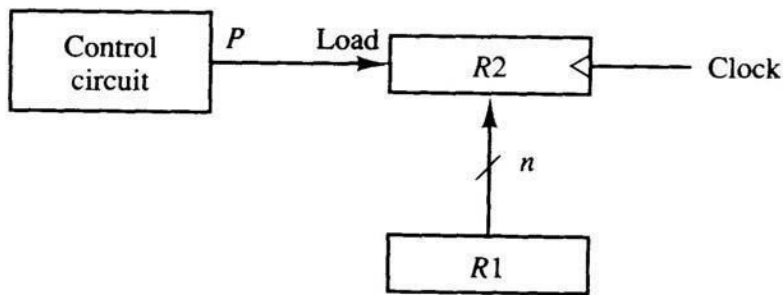 Control
circuit
P
Load
R2
Clock
n
R1